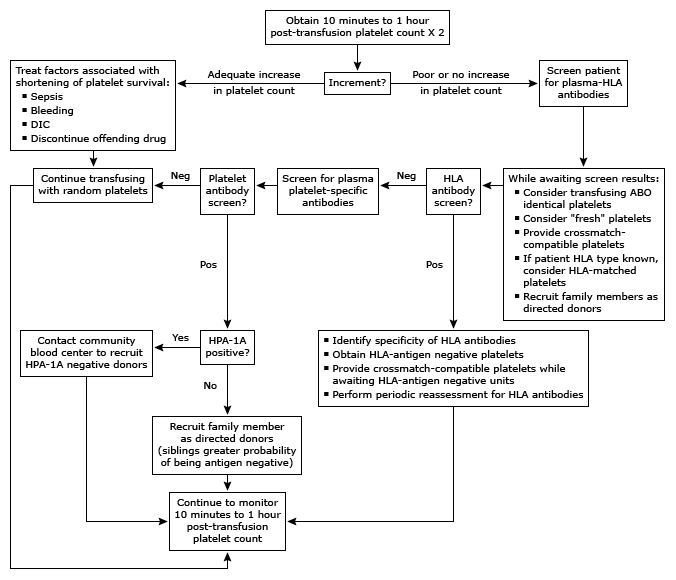 Obtain 10 minutes to 1 hour
post-transfusion platelet count X 2
Treat factors associated with
shortening of platelet survival:
▪ Sepsis
▪ Bleeding
▪ DIC
▪ Discontinue offending drug
Adequate increase
in platelet count
Increment?
Poor or no increase
in platelet count
Screen patient
for plasma-HLA
antibodies
Continue transfusing
with random platelets
Neg
Platelet
antibody
screen?
Screen for plasma
platelet-specific
antibodies
Neg
HLA
antibody
screen?
While awaiting screen results:
▪ Consider transfusing ABO
identical platelets
▪ Consider "fresh" platelets
▪ Provide crossmatch-
compatible platelets
▪ If patient HLA type known,
consider HLA-matched
platelets
▪ Recruit family members as
directed donors
Pos
Pos
Contact community
blood center to recruit
HPA-1A negative donors
Yes
HPA-1A
positive?
▪ Identify specificity of HLA antibodies
▪ Obtain HLA-antigen negative platelets
▪ Provide crossmatch-compatible platelets while
awaiting HLA-antigen negative units
▪ Perform periodic reassessment for HLA antibodies
No
Recruit family member
as directed donors
(siblings greater probability
of being antigen negative)
Continue to monitor
10 minutes to 1 hour
post-transfusion
platelet count